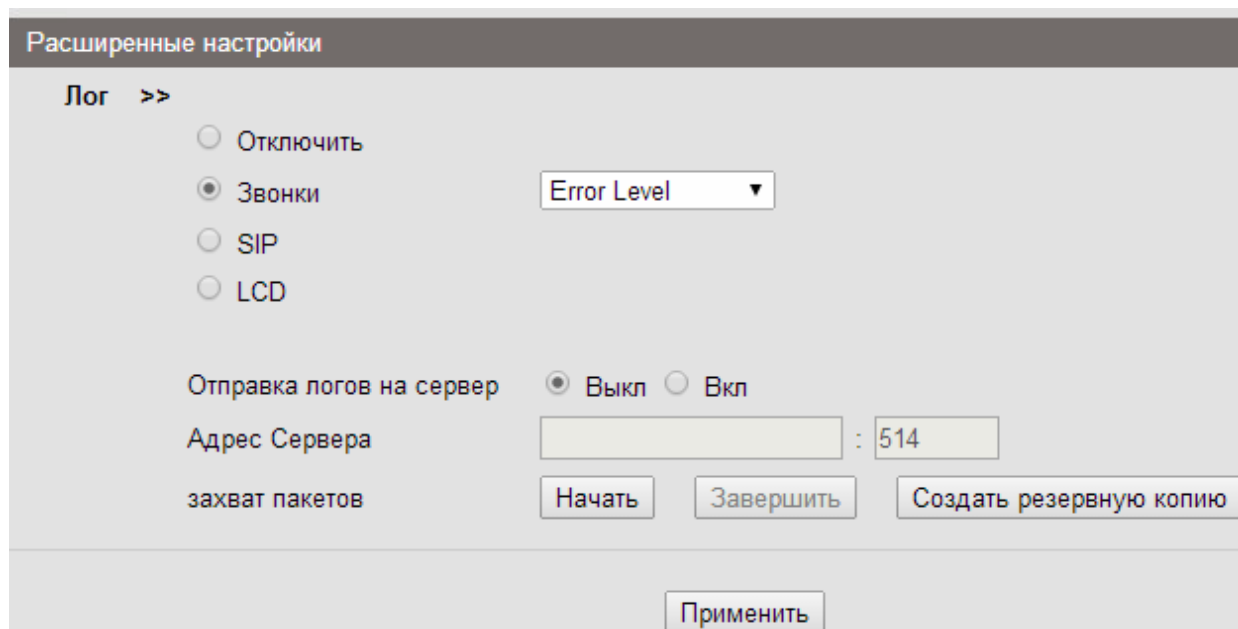 Расширенные настройки
Лог >>
Отключить
Звонки Error Level
SIP
LCD
Отправка логов на сервер Выкл Вкл
Адрес Сервера : 514
захват пакетов Начать Завершить Создать резервную копию
Применить